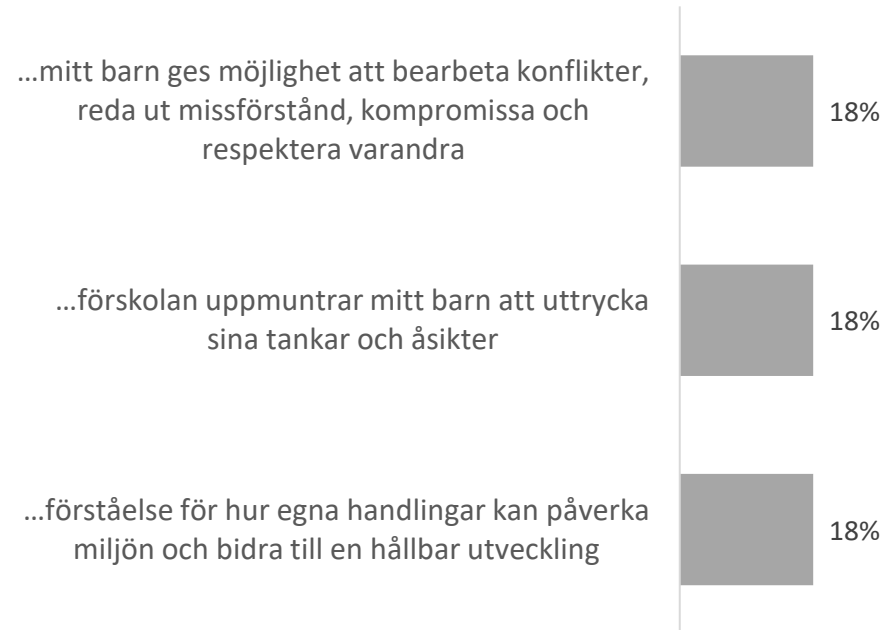 …mitt barn ges möjlighet att bearbeta konflikter,
reda ut missförstånd, kompromissa och
respektera varandra
18%
…förskolan uppmuntrar mitt barn att uttrycka
sina tankar och åsikter
18%
…förståelse för hur egna handlingar kan påverka
miljön och bidra till en hållbar utveckling
18%